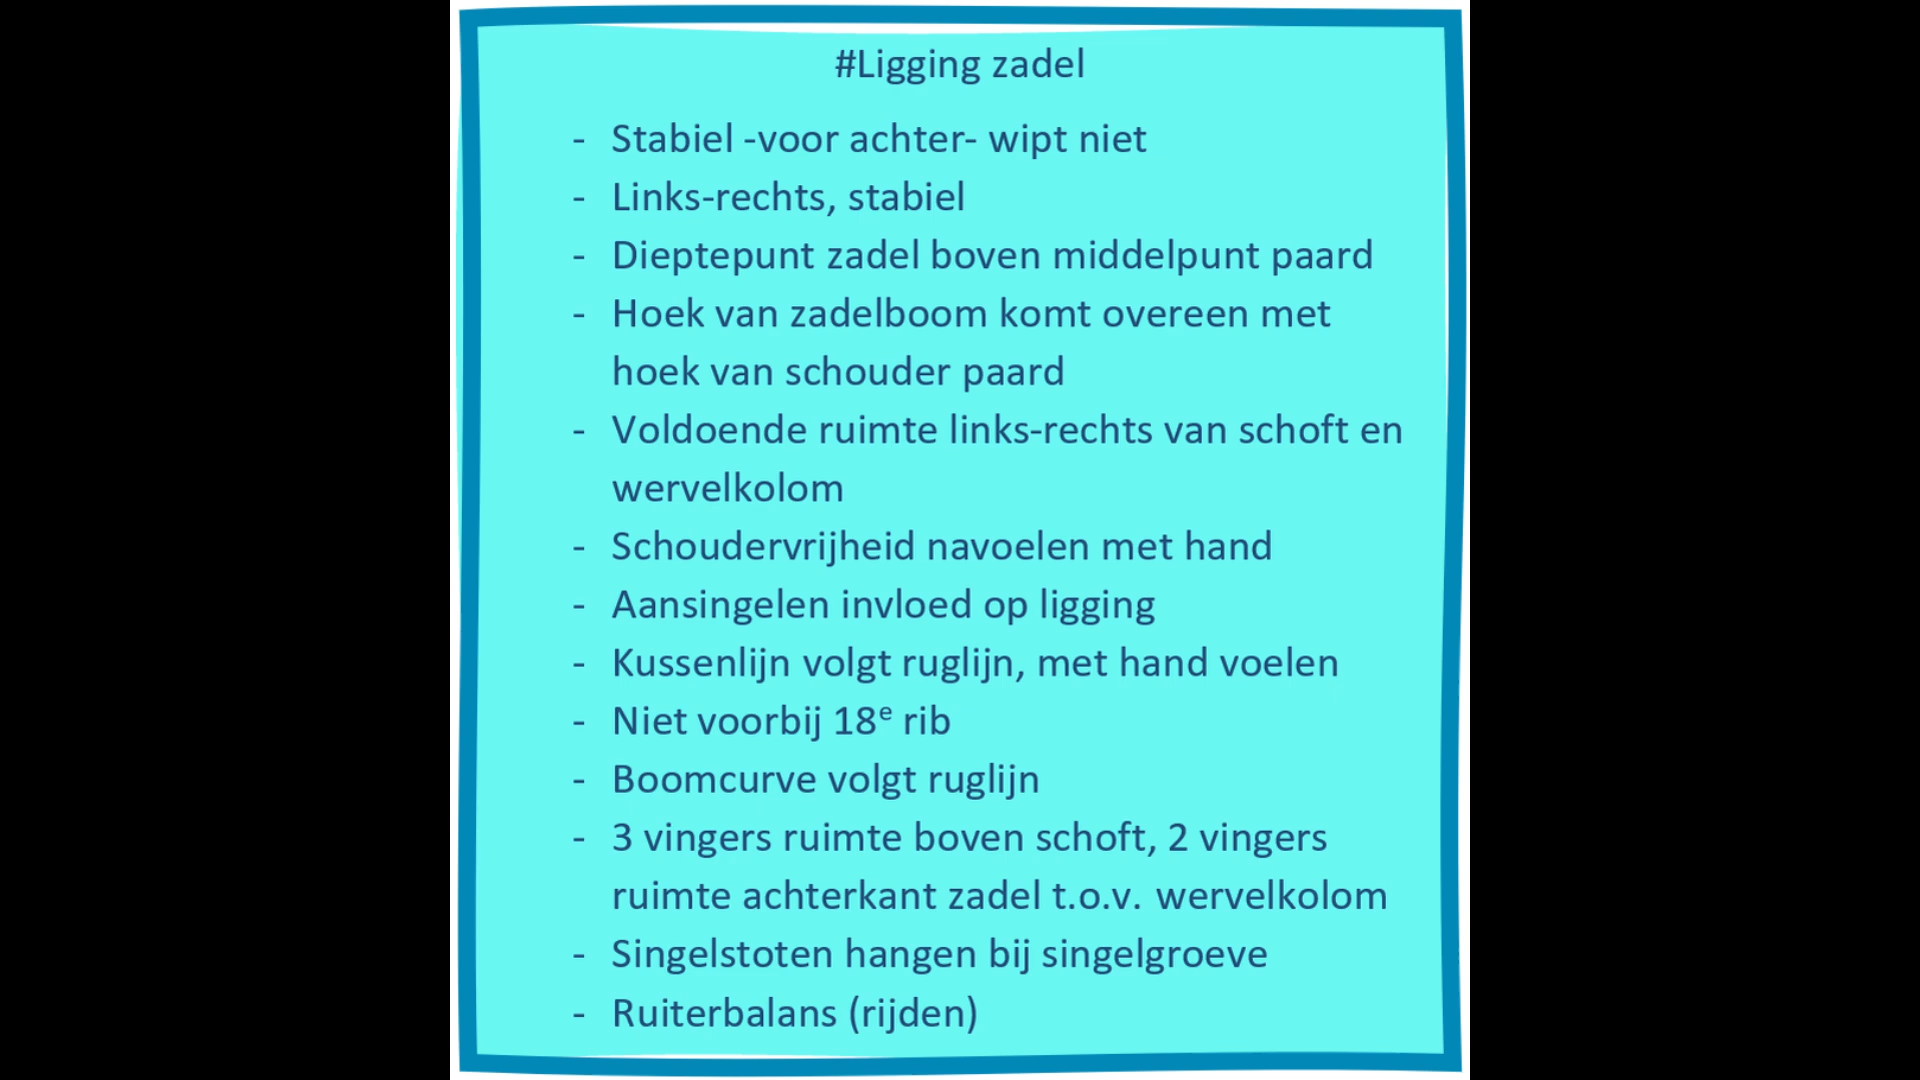 #Ligging zadel
- Stabiel -voor achter- wipt niet
- Links-rechts, stabiel
- Dieptepunt zadel boven middelpunt paard
- Hoek van zadelboom komt overeen met
hoek van schouder paard
- Voldoende ruimte links-rechts van schoft en
wervelkolom
- Schoudervrijheid navoelen met hand
- Aansingelen invloed op ligging
- Kussenlijn volgt ruglijn, met hand voelen
- Niet voorbij 18ᵉ rib
- Boomcurve volgt ruglijn
- 3 vingers ruimte boven schoft, 2 vingers
ruimte achterkant zadel t.o.v. wervelkolom
- Singelstoten hangen bij singelgroeve
- Ruiterbalans (rijden)